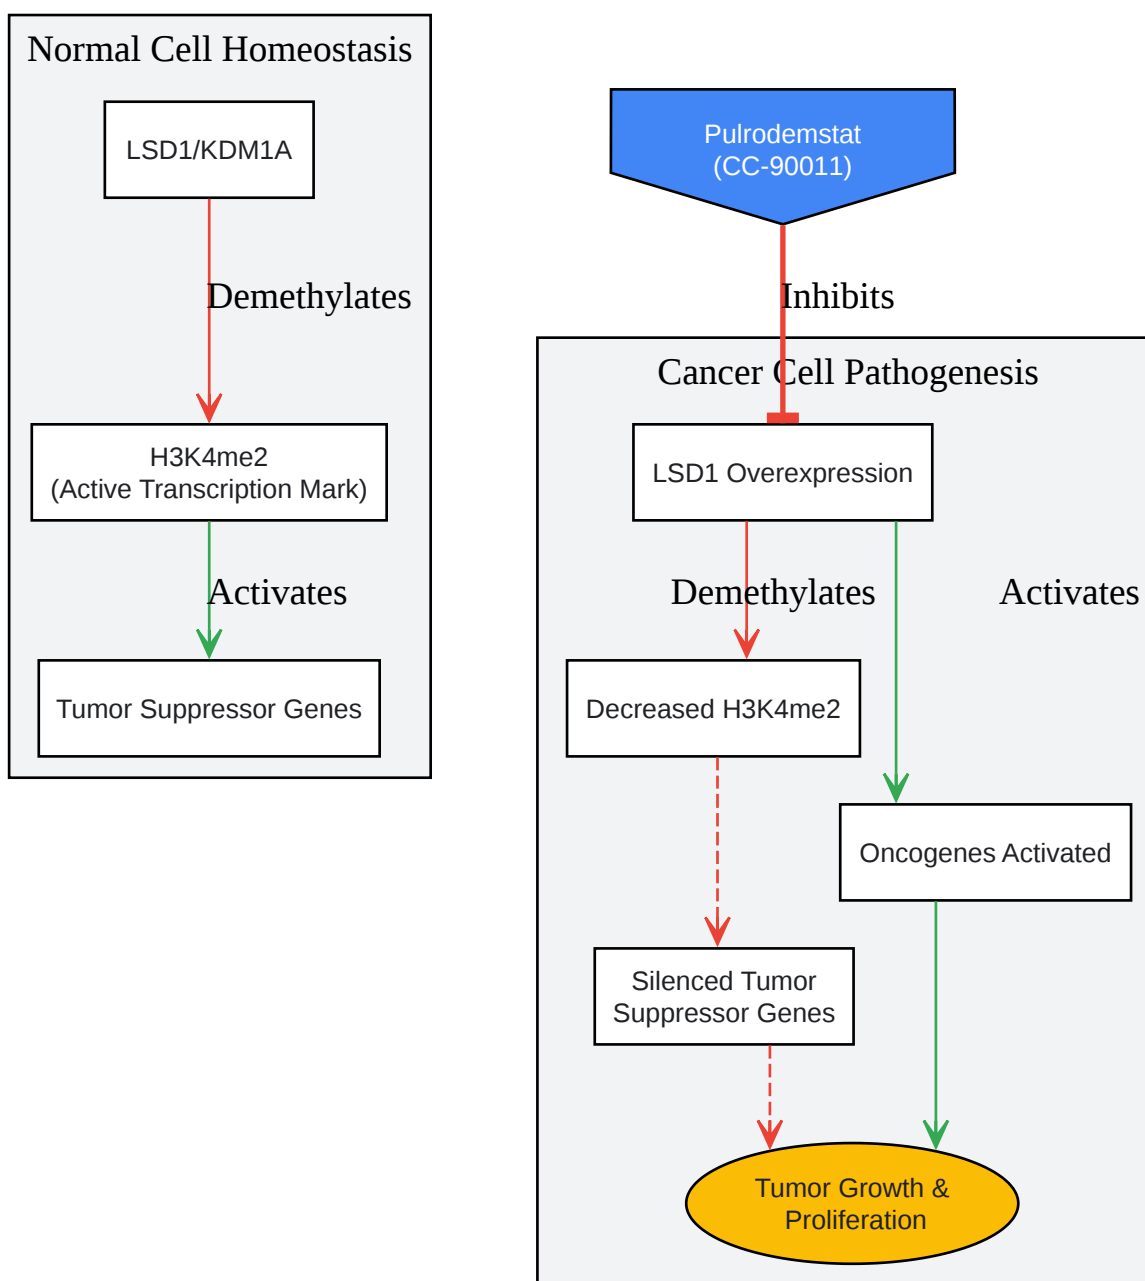 Normal Cell Homeostasis
LSD1/KDM1A
Demethylates
H3K4me2
(Active Transcription Mark)
Activates
Tumor Suppressor Genes
Pulrodemstat
(CC-90011)
Inhibits
Cancer Cell Pathogenesis
LSD1 Overexpression
Demethylates
Activates
Decreased H3K4me2
Oncogenes Activated
Silenced Tumor
Suppressor Genes
Tumor Growth &
Proliferation